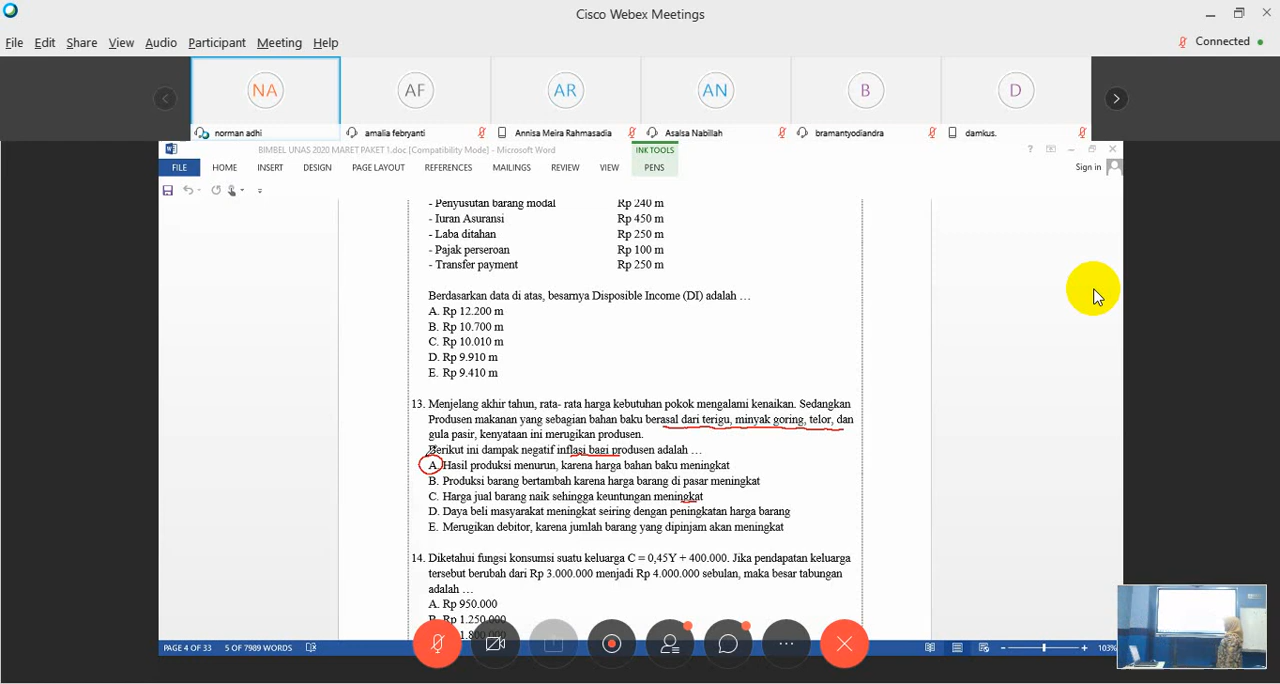 Cisco Webex Meetings
File Edit Share View Audio Participant Meeting Help
Connected
NA AF AR AN B D
norman adhi amalia febryanti Annisa Meira Rahmasadia Asalsa Nabillah bramantyodiandra damkus.
BIMBEL UNAS 2020 MARET PAKET 1.doc [Compatibility Mode] - Microsoft Word
INK TOOLS
FILE HOME INSERT DESIGN PAGE LAYOUT REFERENCES MAILINGS REVIEW VIEW PENS
Sign in
- Penyusutan barang modal Rp 240 m
- Iuran Asuransi Rp 450 m
- Laba ditahan Rp 250 m
- Pajak perseroan Rp 100 m
- Transfer payment Rp 250 m
Berdasarkan data di atas, besarnya Disposible Income (DI) adalah …
A. Rp 12.200 m
B. Rp 10.700 m
C. Rp 10.010 m
D. Rp 9.910 m
E. Rp 9.410 m
13. Menjelang akhir tahun, rata- rata harga kebutuhan pokok mengalami kenaikan. Sedangkan
Produsen makanan yang sebagian bahan baku berasal dari terigu, minyak goring, telor, dan
gula pasir, kenyataan ini merugikan produsen.
Berikut ini dampak negatif inflasi bagi produsen adalah …
A. Hasil produksi menurun, karena harga bahan baku meningkat
B. Produksi barang bertambah karena harga barang di pasar meningkat
C. Harga jual barang naik sehingga keuntungan meningkat
D. Daya beli masyarakat meningkat seiring dengan peningkatan harga barang
E. Merugikan debitor, karena jumlah barang yang dipinjam akan meningkat
14. Diketahui fungsi konsumsi suatu keluarga C = 0,45Y + 400.000. Jika pendapatan keluarga
tersebut berubah dari Rp 3.000.000 menjadi Rp 4.000.000 sebulan, maka besar tabungan
adalah …
A. Rp 950.000
B. Rp 1.250.000
1.800.000
PAGE 4 OF 33 5 OF 7989 WORDS 103%